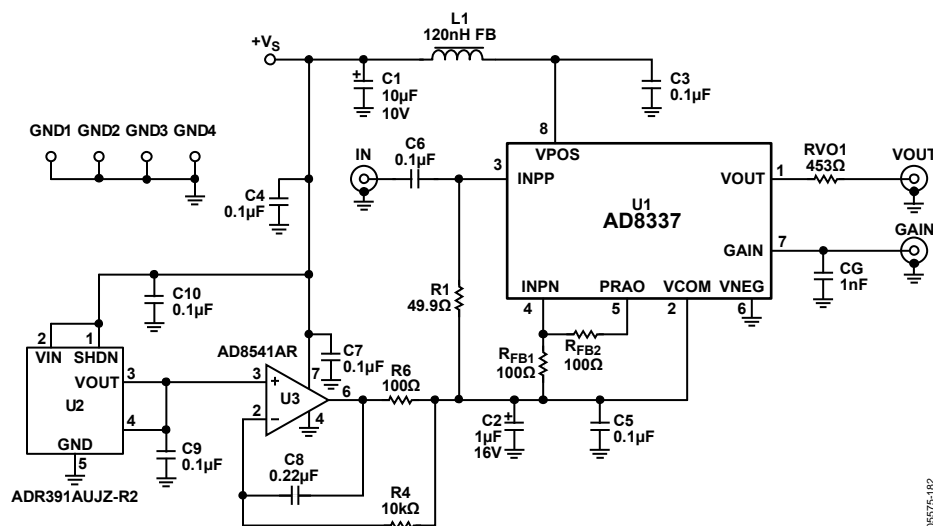 L1
120nH FB
+VS
C1
10µF
10V
C3
0.1µF
GND1 GND2 GND3 GND4
IN
C6
0.1µF
3
8
VPOS
INPP
VOUT
1
RVO1
453Ω
VOUT
C4
0.1µF
U1
AD8337
GAIN
7
GAIN
CG
1nF
R1
49.9Ω
INPN
PRAO
VCOM
VNEG
4
5
2
6
C10
0.1µF
2
1
VIN
SHDN
AD8541AR
C7
0.1µF
RFB1
100Ω
RFB2
100Ω
VOUT
3
U2
4
3
+
7
U3
6
2
–
4
R6
100Ω
GND
5
C9
0.1µF
C2
1µF
16V
C5
0.1µF
C8
0.22µF
ADR391AUJZ-R2
R4
10kΩ
05575-182